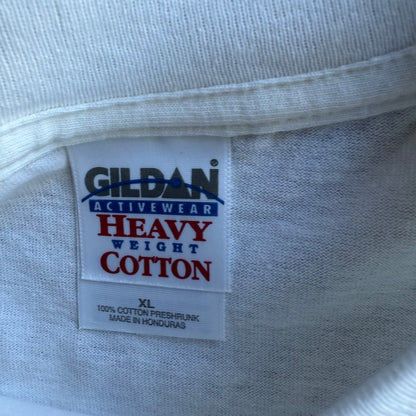 GILDAN®
ACTIVEWEAR
HEAVY
WEIGHT
COTTON
XL
100% COTTON PRESHRUNK
MADE IN HONDURAS